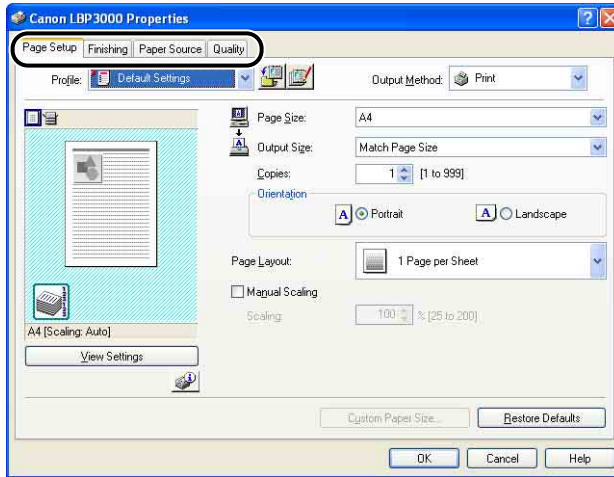 Canon LBP3000 Properties
Page Setup Finishing Paper Source Quality
Profile: Default Settings Output Method: Print
Page Size: A4
Output Size: Match Page Size
Copies: 1 [1 to 999]
Orientation
A Portrait A Landscape
Page Layout: 1 Page per Sheet
Manual Scaling
Scaling: 100 % [25 to 200]
A4 [Scaling: Auto]
View Settings
Custom Paper Size... Restore Defaults
OK Cancel Help